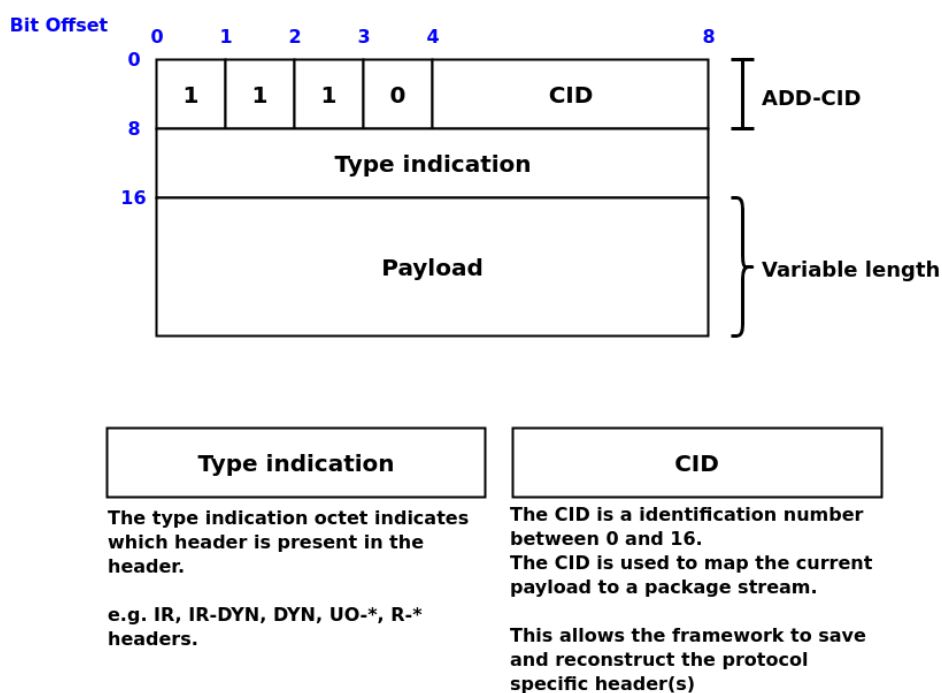 Bit Offset
0 1 2 3 4 8
0
1 1 1 0 CID
ADD-CID
8
Type indication
16
Payload
Variable length
Type indication
The type indication octet indicates
which header is present in the
header.
e.g. IR, IR-DYN, DYN, UO-*, R-*
headers.
CID
The CID is a identification number
between 0 and 16.
The CID is used to map the current
payload to a package stream.
This allows the framework to save
and reconstruct the protocol
specific header(s)